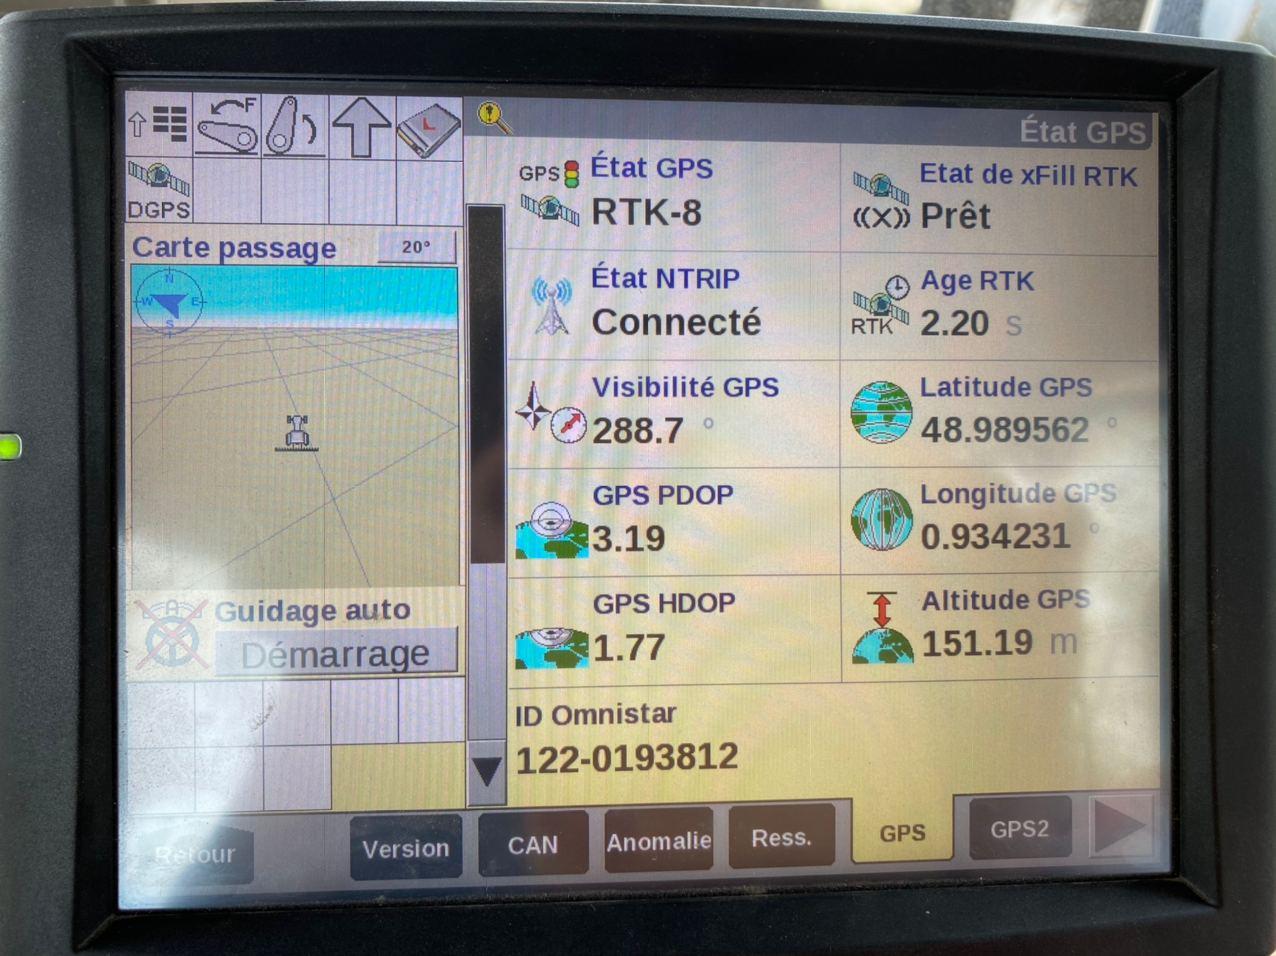 F
L
DGPS
Carte passage
20°
N
W E
S
A
Guidage auto
Démarrage
État GPS
GPS
État GPS
RTK-8
Etat de xFill RTK
((X)) Prêt
État NTRIP
Connecté
Age RTK
RTK
2.20 s
Visibilité GPS
288.7 °
Latitude GPS
48.989562 °
GPS PDOP
3.19
Longitude GPS
0.934231 °
GPS HDOP
1.77
Altitude GPS
151.19 m
ID Omnistar
122-0193812
Retour
Version
CAN
Anomalie
Ress.
GPS
GPS2